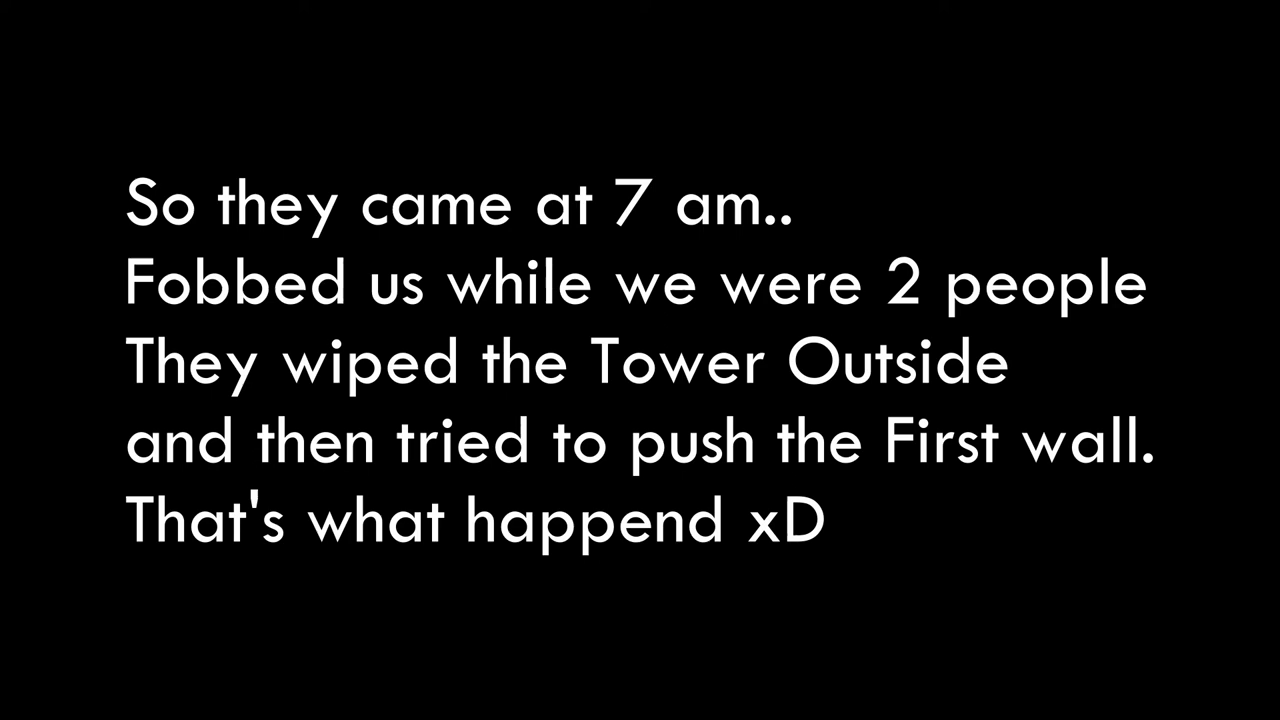 So they came at 7 am..
Fobbed us while we were 2 people
They wiped the Tower Outside
and then tried to push the First wall.
That's what happend xD